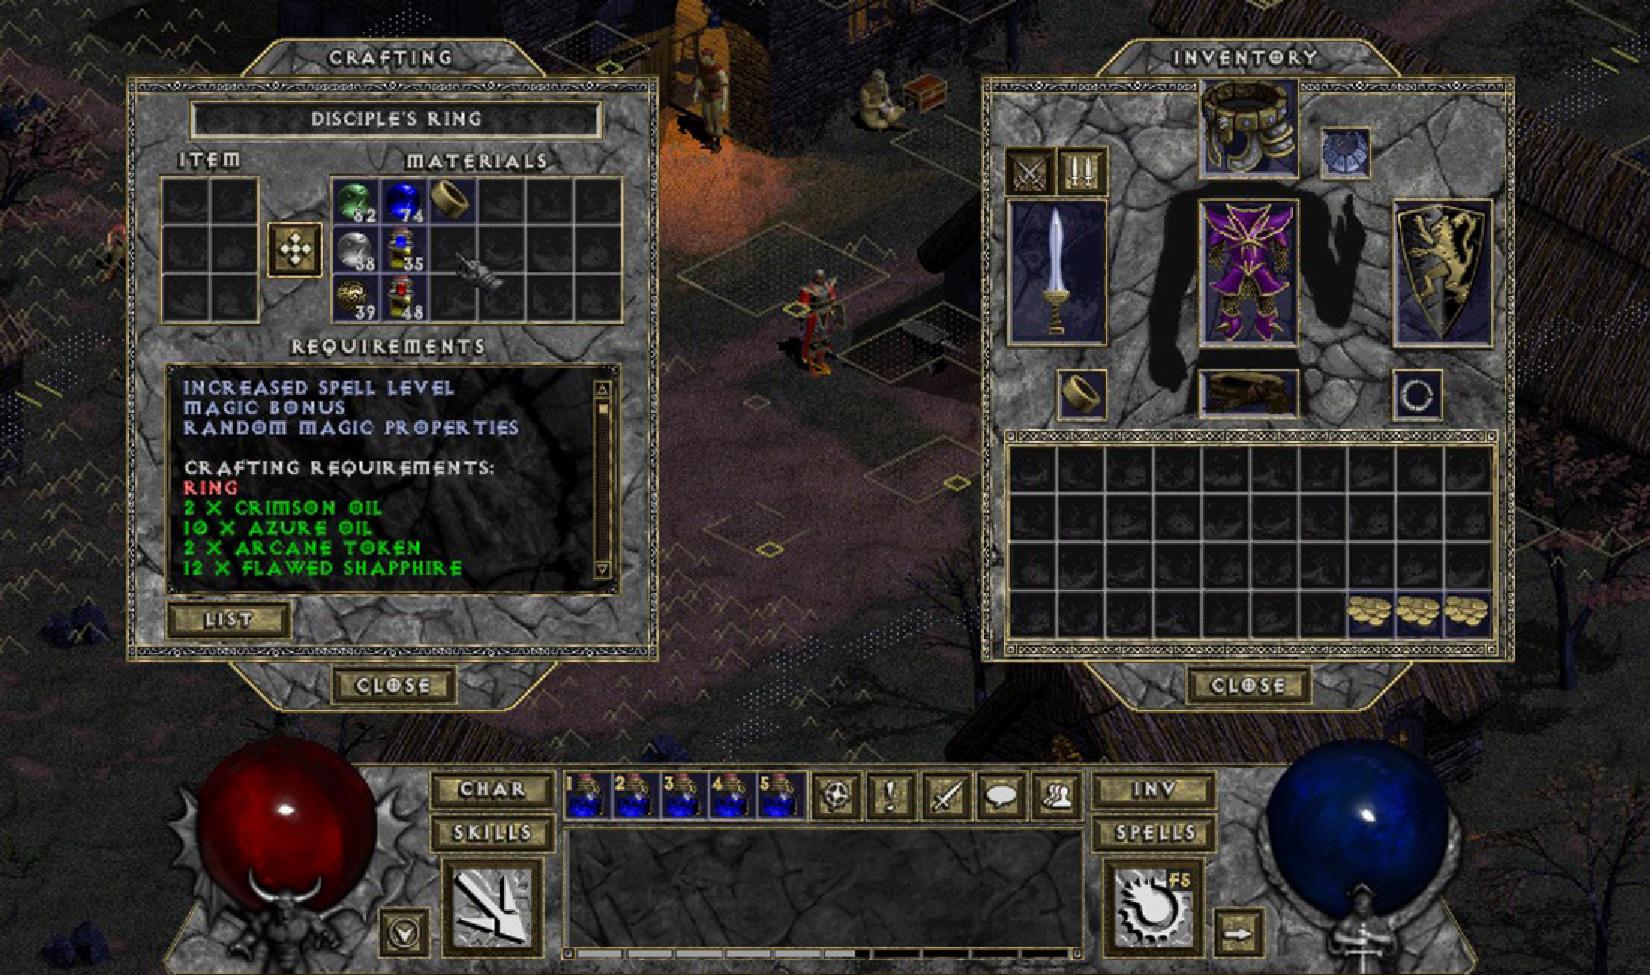 CRAFTING
DISCIPLE'S RING
ITEM
MATERIALS
82
74
38
35
39
48
REQUIREMENTS
INCREASED SPELL LEVEL
MAGIC BONUS
RANDOM MAGIC PROPERTIES
CRAFTING REQUIREMENTS:
RING
2 X CRIMSON OIL
10 X AZURE OIL
2 X ARCANE TOKEN
12 X FLAWED SHAPPHIRE
LIST
CLOSE
INVENTORY
CLOSE
CHAR
1
2
3
4
5
INV
SKILLS
SPELLS
F5